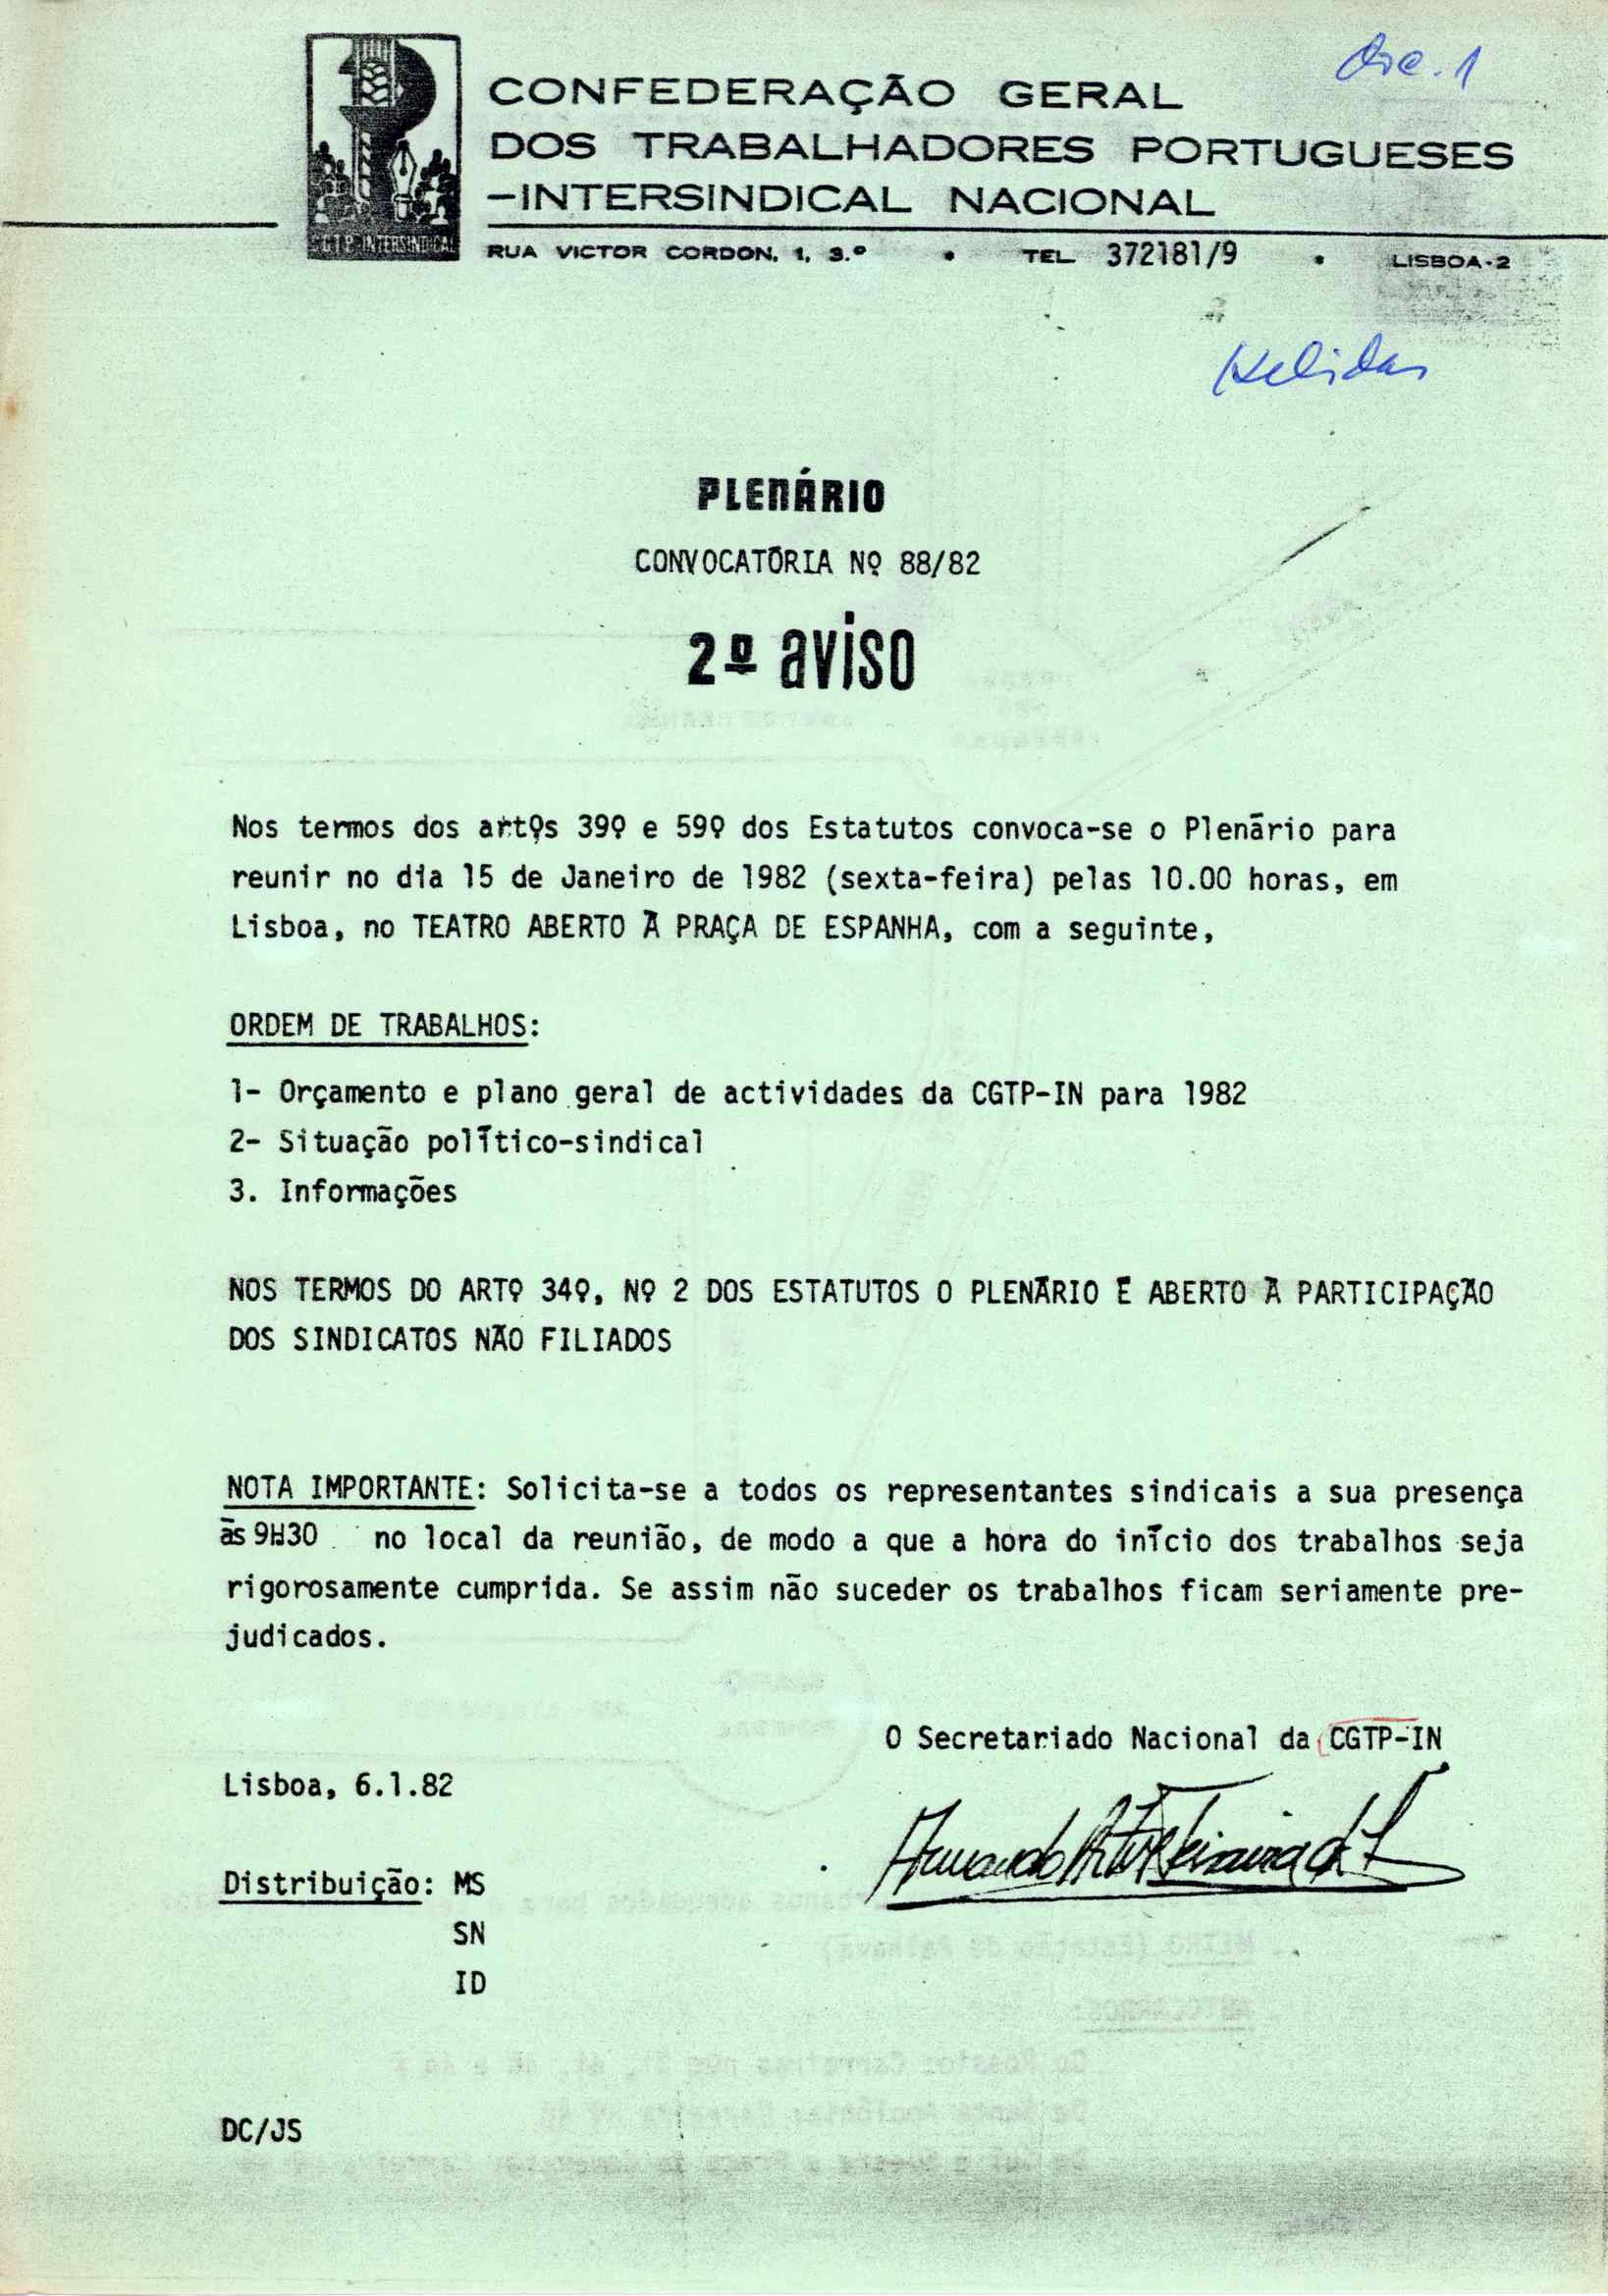 CONFEDERAÇÃO GERAL
DOS TRABALHADORES PORTUGUESES
-INTERSINDICAL NACIONAL
CGTP INTERSINDICAL
RUA VICTOR CORDON, 1, 3.º • TEL 372181/9 • LISBOA-2
PLENÁRIO
CONVOCATÓRIA Nº 88/82
2º aviso
Nos termos dos artºs 39º e 59º dos Estatutos convoca-se o Plenário para
reunir no dia 15 de Janeiro de 1982 (sexta-feira) pelas 10.00 horas, em
Lisboa, no TEATRO ABERTO À PRAÇA DE ESPANHA, com a seguinte,
ORDEM DE TRABALHOS:
1- Orçamento e plano geral de actividades da CGTP-IN para 1982
2- Situação político-sindical
3. Informações
NOS TERMOS DO ARTº 34º, Nº 2 DOS ESTATUTOS O PLENÁRIO É ABERTO À PARTICIPAÇÃO
DOS SINDICATOS NÃO FILIADOS
NOTA IMPORTANTE: Solicita-se a todos os representantes sindicais a sua presença
às 9H30 no local da reunião, de modo a que a hora do início dos trabalhos seja
rigorosamente cumprida. Se assim não suceder os trabalhos ficam seriamente pre-
judicados.
O Secretariado Nacional da CGTP-IN
Lisboa, 6.1.82
Armando Artur Teixeira da
Distribuição: MS
SN
ID
DC/JS